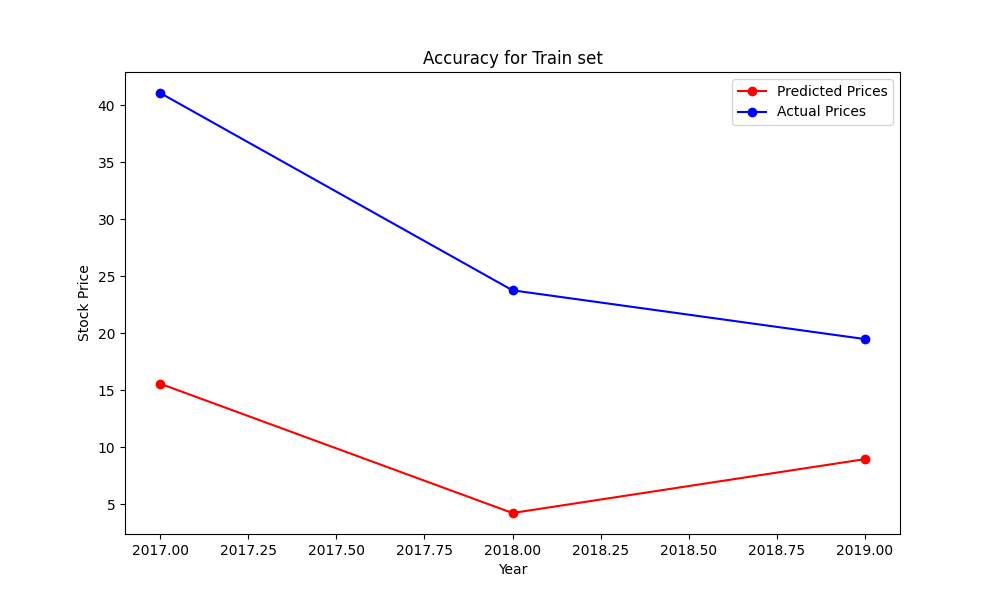 Accuracy for Train set
Predicted Prices
Actual Prices
Stock Price
40
35
30
25
20
15
10
5
2017.00 2017.25 2017.50 2017.75 2018.00 2018.25 2018.50 2018.75 2019.00
Year